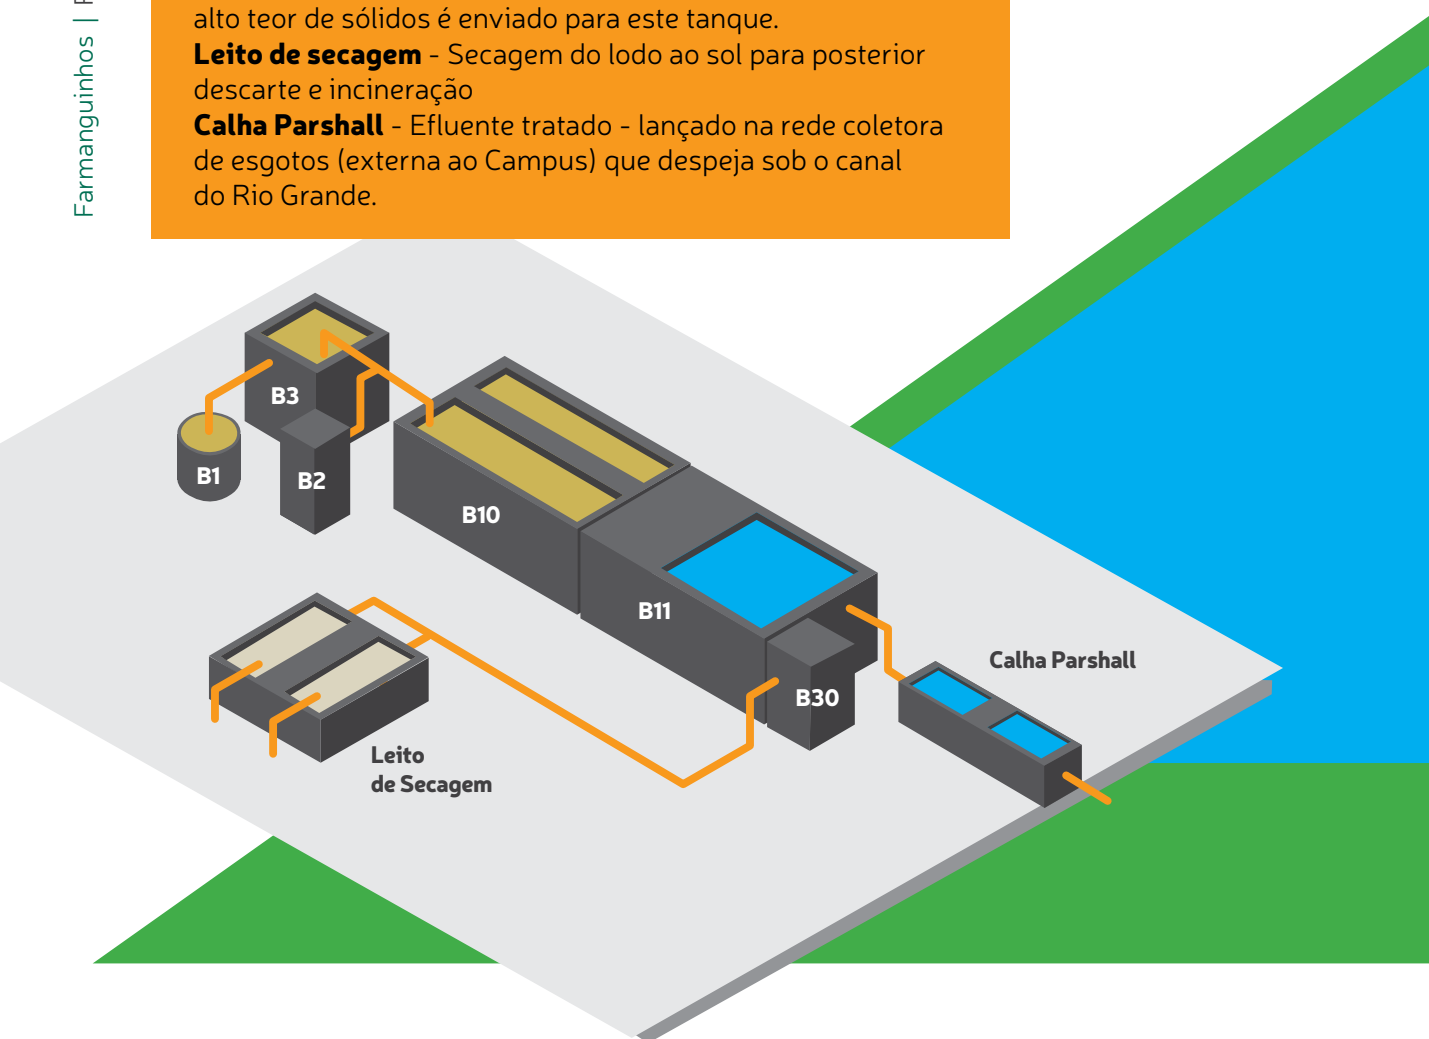 alto teor de sólidos é enviado para este tanque.
Leito de secagem - Secagem do lodo ao sol para posterior
descarte e incineração
Calha Parshall - Efluente tratado - lançado na rede coletora
de esgotos (externa ao Campus) que despeja sob o canal
do Rio Grande.
Farmanguinhos |
B3
B1
B2
B10
B11
B30
Calha Parshall
Leito
de Secagem